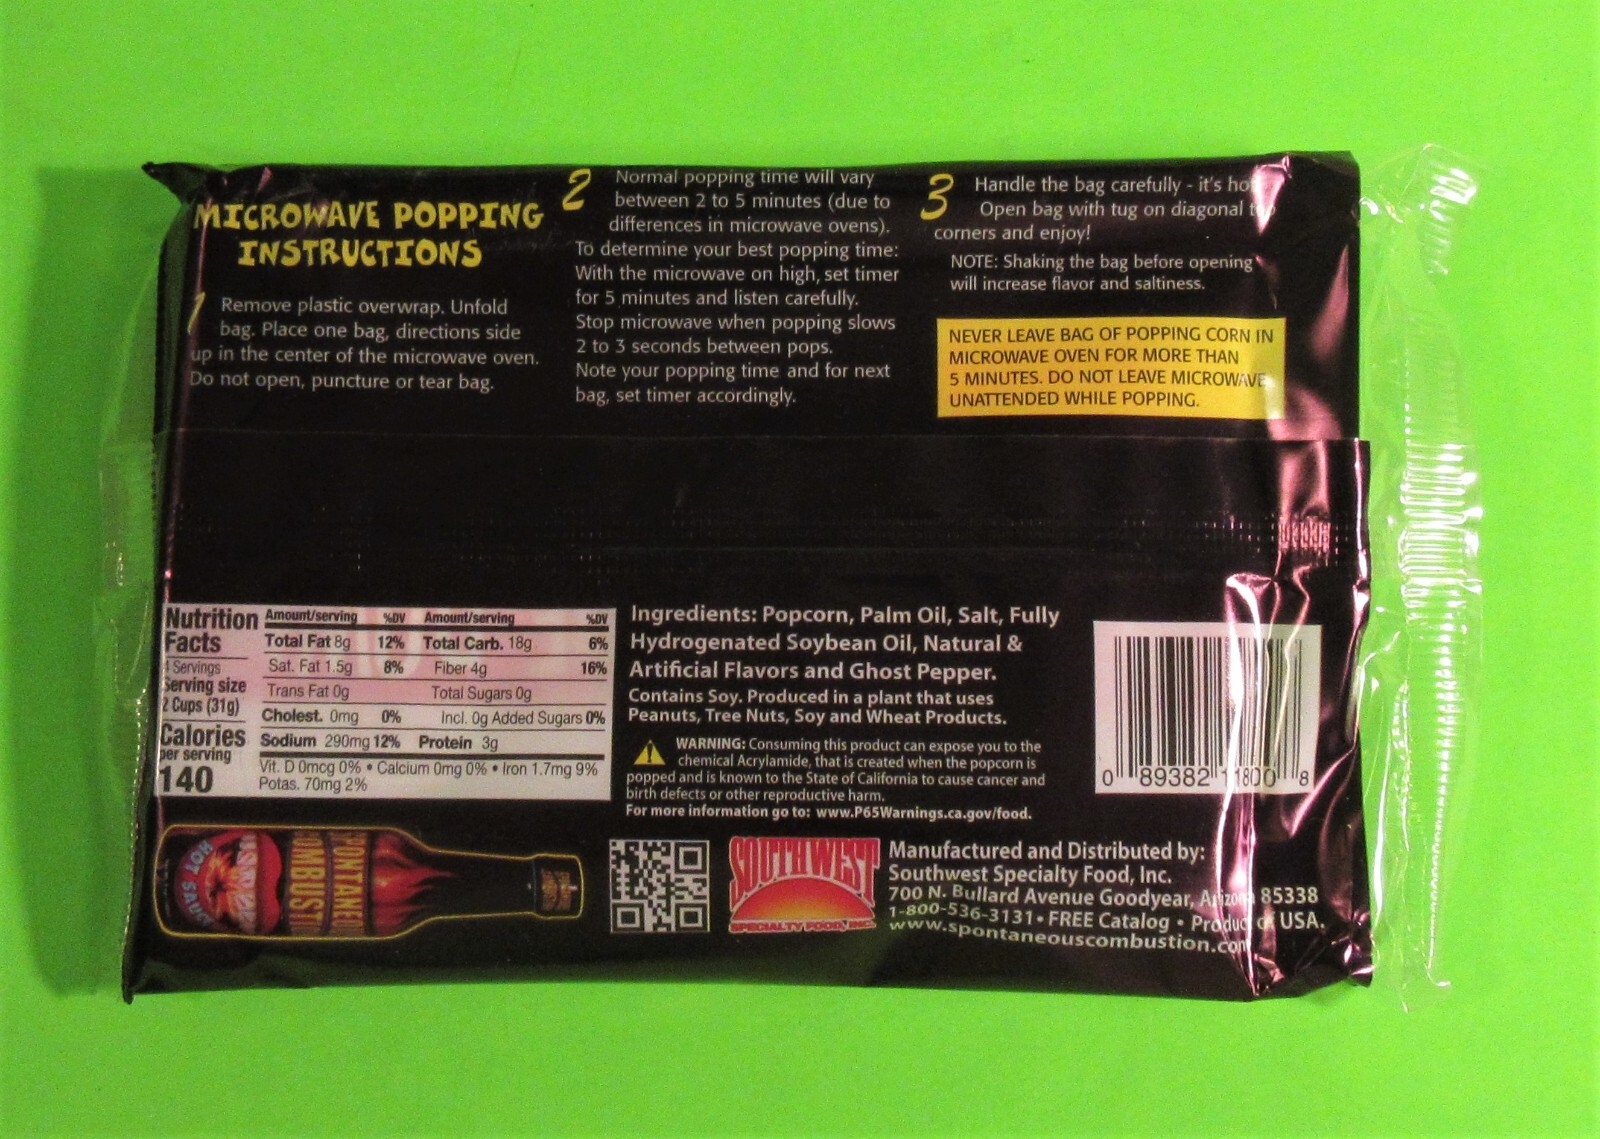 MICROWAVE POPPING
INSTRUCTIONS
1 Remove plastic overwrap. Unfold
bag. Place one bag, directions side
up in the center of the microwave oven.
Do not open, puncture or tear bag.
2 Normal popping time will vary
between 2 to 5 minutes (due to
differences in microwave ovens).
To determine your best popping time:
With the microwave on high, set timer
for 5 minutes and listen carefully.
Stop microwave when popping slows
2 to 3 seconds between pops.
Note your popping time and for next
bag, set timer accordingly.
3 Handle the bag carefully - it's hot
Open bag with tug on diagonal top
corners and enjoy!
NOTE: Shaking the bag before opening
will increase flavor and saltiness.
NEVER LEAVE BAG OF POPPING CORN IN
MICROWAVE OVEN FOR MORE THAN
5 MINUTES. DO NOT LEAVE MICROWAVE
UNATTENDED WHILE POPPING.
Nutrition
Facts
4 Servings
Serving size
2 Cups (31g)
Calories
per serving
140
Amount/serving %DV Amount/serving %DV
Total Fat 8g 12% Total Carb. 18g 6%
Sat. Fat 1.5g 8% Fiber 4g 16%
Trans Fat 0g Total Sugars 0g
Cholest. 0mg 0% Incl. 0g Added Sugars 0%
Sodium 290mg 12% Protein 3g
Vit. D 0mcg 0% • Calcium 0mg 0% • Iron 1.7mg 9%
Potas. 70mg 2%
Ingredients: Popcorn, Palm Oil, Salt, Fully
Hydrogenated Soybean Oil, Natural &
Artificial Flavors and Ghost Pepper.
Contains Soy. Produced in a plant that uses
Peanuts, Tree Nuts, Soy and Wheat Products.
WARNING: Consuming this product can expose you to the
chemical Acrylamide, that is created when the popcorn is
popped and is known to the State of California to cause cancer and
birth defects or other reproductive harm.
For more information go to: www.P65Warnings.ca.gov/food.
0 89382 11800 8
HOT SAUCE
SPONTANEOUS
COMBUSTION
SOUTHWEST
SPECIALTY FOOD, INC.
Manufactured and Distributed by:
Southwest Specialty Food, Inc.
700 N. Bullard Avenue Goodyear, Arizona 85338
1-800-536-3131 • FREE Catalog • Product of USA.
www.spontaneouscombustion.com